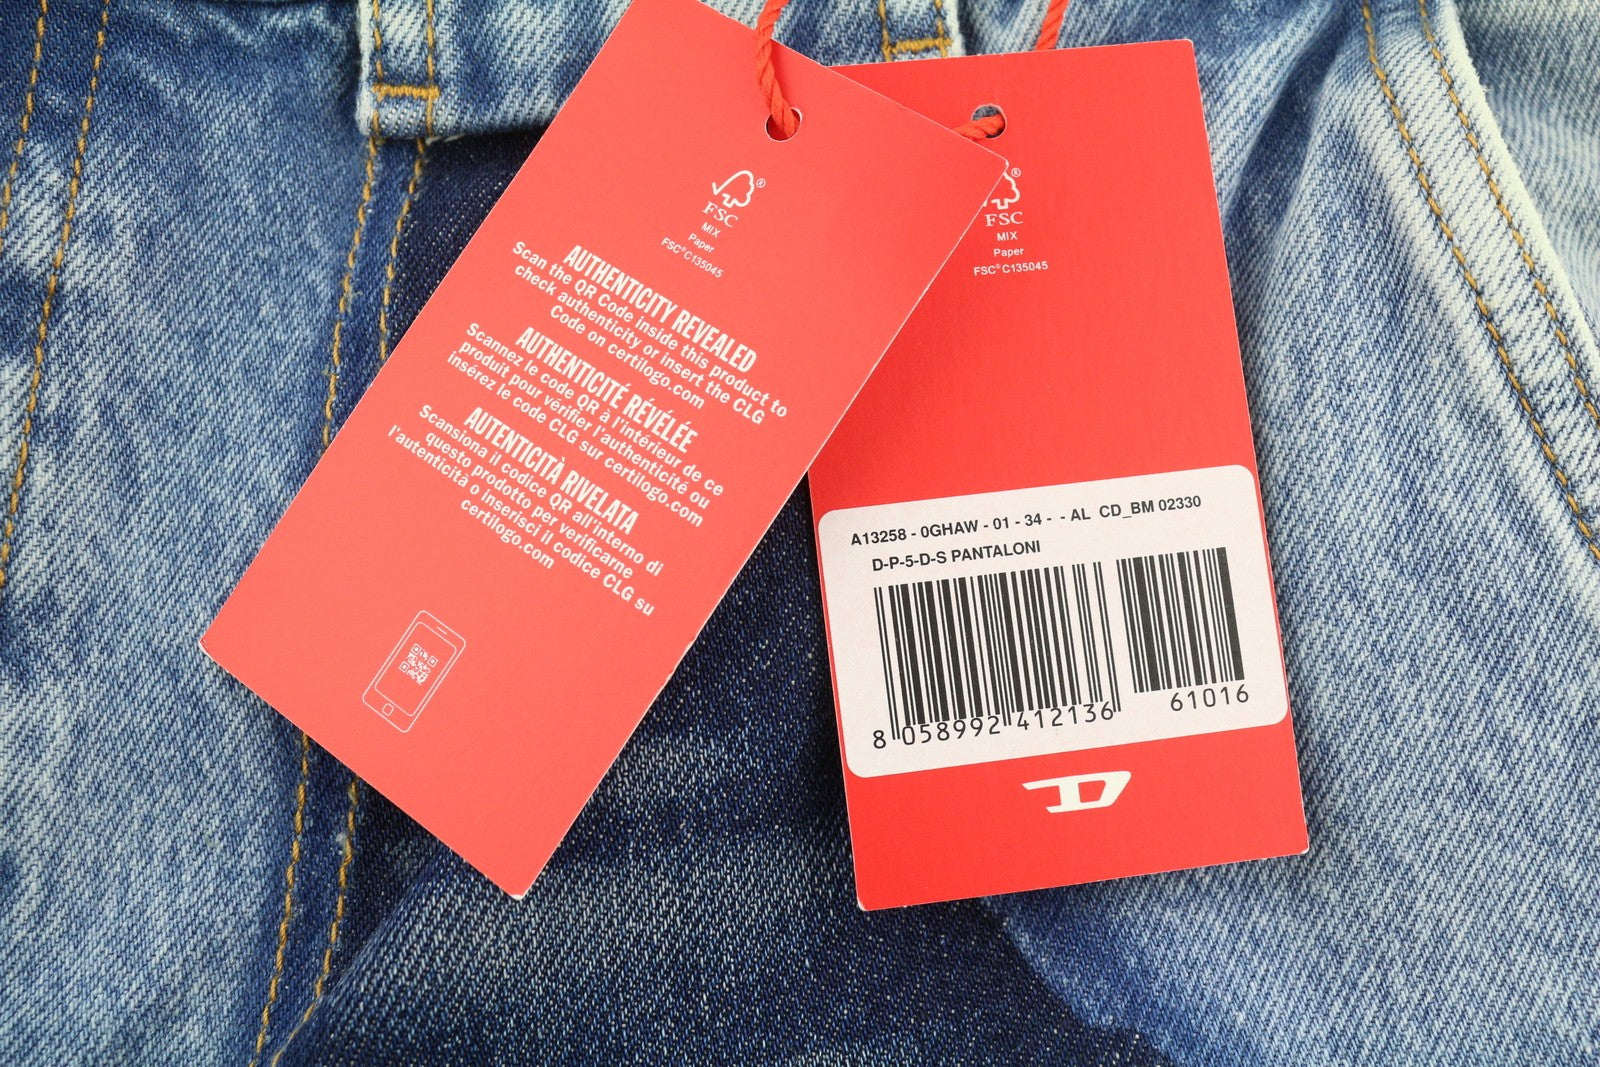 FSC
MIX
Paper
FSC® C135045
AUTHENTICITY REVEALED
Scan the QR Code inside this product to
check authenticity or insert the CLG
Code on certilogo.com
AUTHENTICITÉ RÉVÉLÉE
Scannez le code QR à l'intérieur de ce
produit pour vérifier l'authenticité ou
insérez le code CLG sur certilogo.com
AUTENTICITÀ RIVELATA
Scansiona il codice QR all'interno di
questo prodotto per verificarne
l'autenticità o inserisci il codice CLG su
certilogo.com
FSC
MIX
Paper
FSC® C135045
A13258 - 0GHAW - 01 - 34 - - AL CD_BM 02330
D-P-5-D-S PANTALONI
8 058992 412136 61016
D